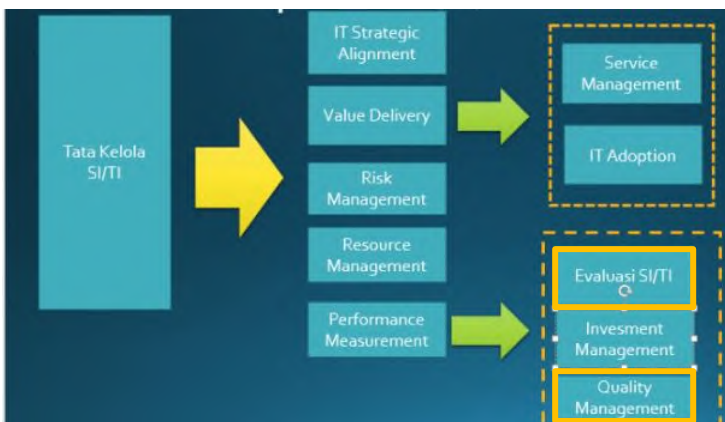 Tata Kelola
SI/TI
IT Strategic
Alignment
Value Delivery
Risk
Management
Resource
Management
Performance
Measurement
Service
Management
IT Adoption
Evaluasi SI/TI
Invesment
Management
Quality
Management